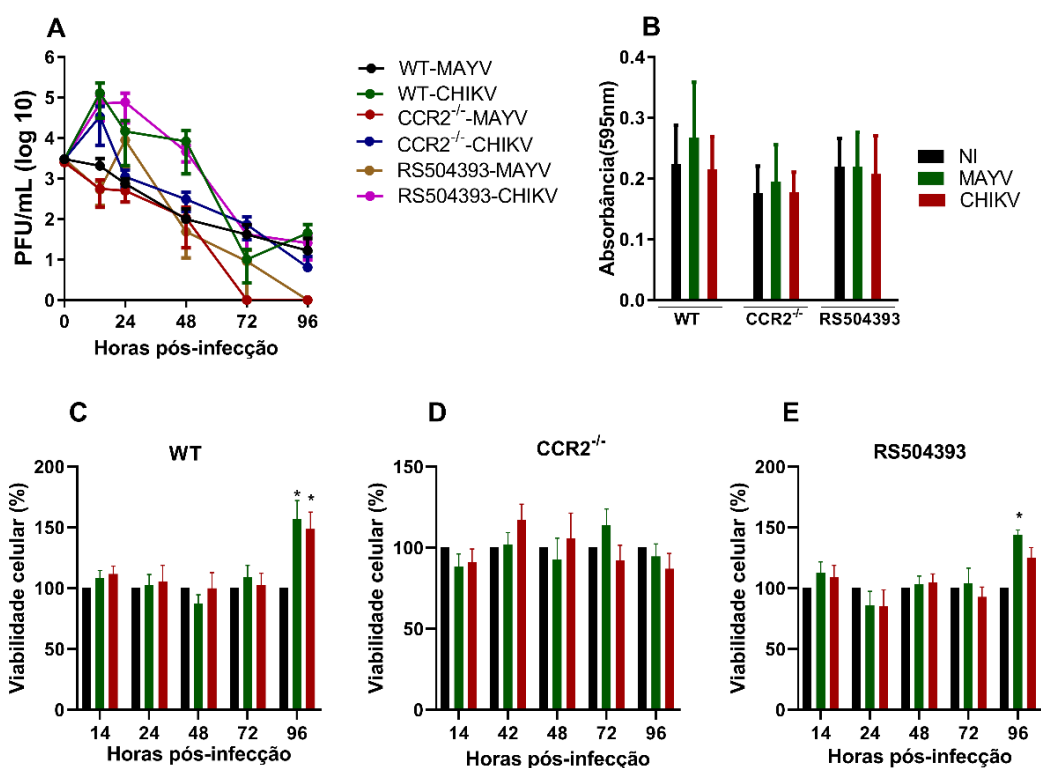 A
PFU/mL (log 10)
6
5
4
3
2
1
0
0 24 48 72 96
Horas pós-infecção
WT-MAYV
WT-CHIKV
CCR2-/--MAYV
CCR2-/--CHIKV
RS504393-MAYV
RS504393-CHIKV
B
Absorbância(595nm)
0.4
0.3
0.2
0.1
0.0
WT CCR2-/- RS504393
NI
MAYV
CHIKV
C
WT
Viabilidade celular (%)
200
150
100
50
0
* *
14 24 48 72 96
Horas pós-infecção
D
CCR2-/-
Viabilidade celular (%)
150
100
50
0
14 42 48 72 96
Horas pós-infecção
E
RS504393
Viabilidade celular (%)
200
150
100
50
0
*
14 24 48 72 96
Horas pós-infecção